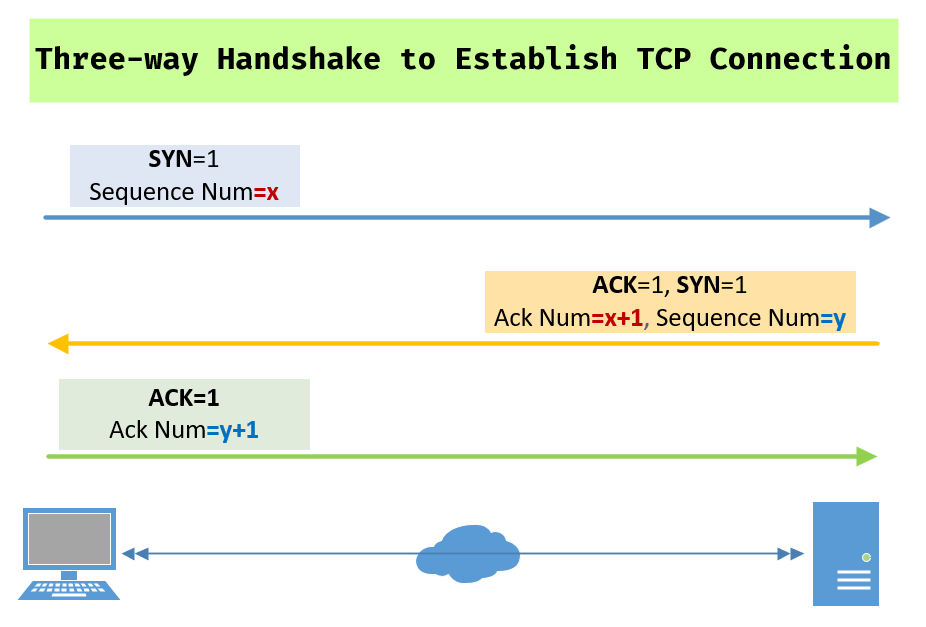 Three-way Handshake to Establish TCP Connection
SYN=1
Sequence Num=x
ACK=1, SYN=1
Ack Num=x+1, Sequence Num=y
ACK=1
Ack Num=y+1